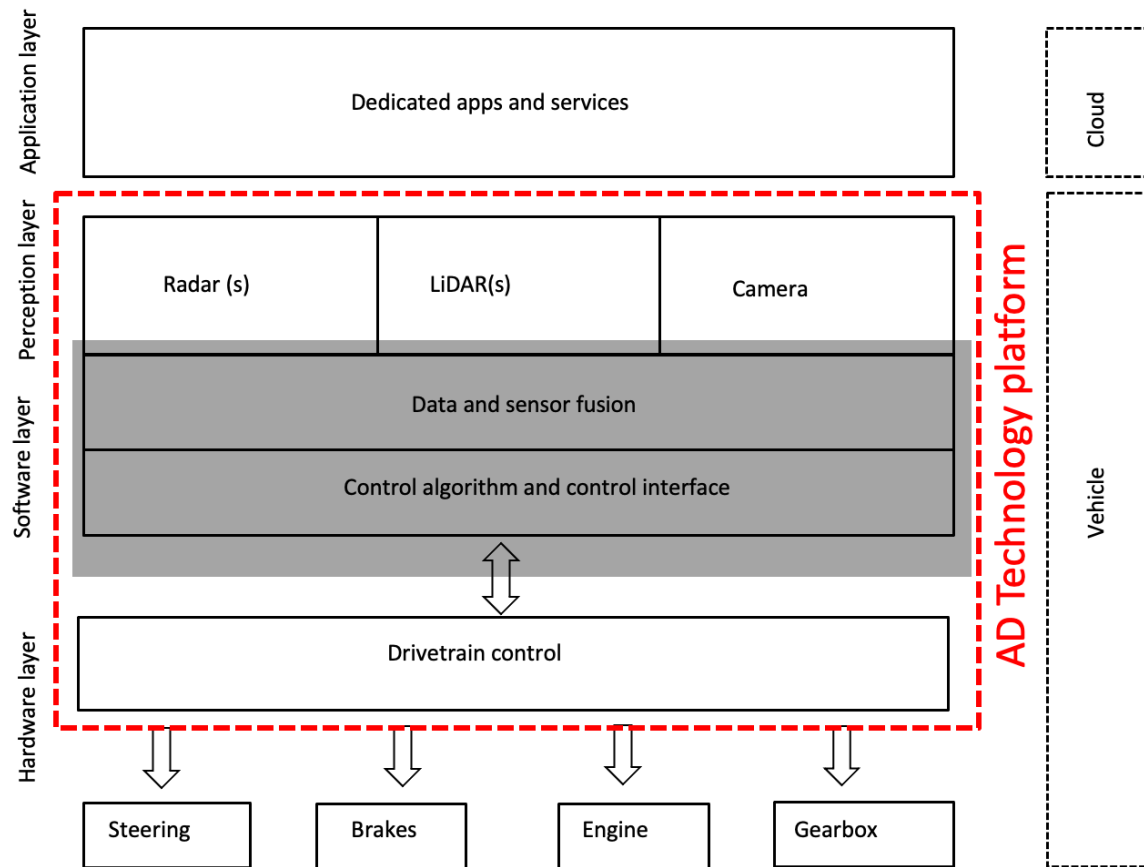 Application layer
Dedicated apps and services
Cloud
Perception layer
Radar (s)
LiDAR(s)
Camera
Software layer
Data and sensor fusion
Control algorithm and control interface
AD Technology platform
Vehicle
Hardware layer
Drivetrain control
Steering
Brakes
Engine
Gearbox